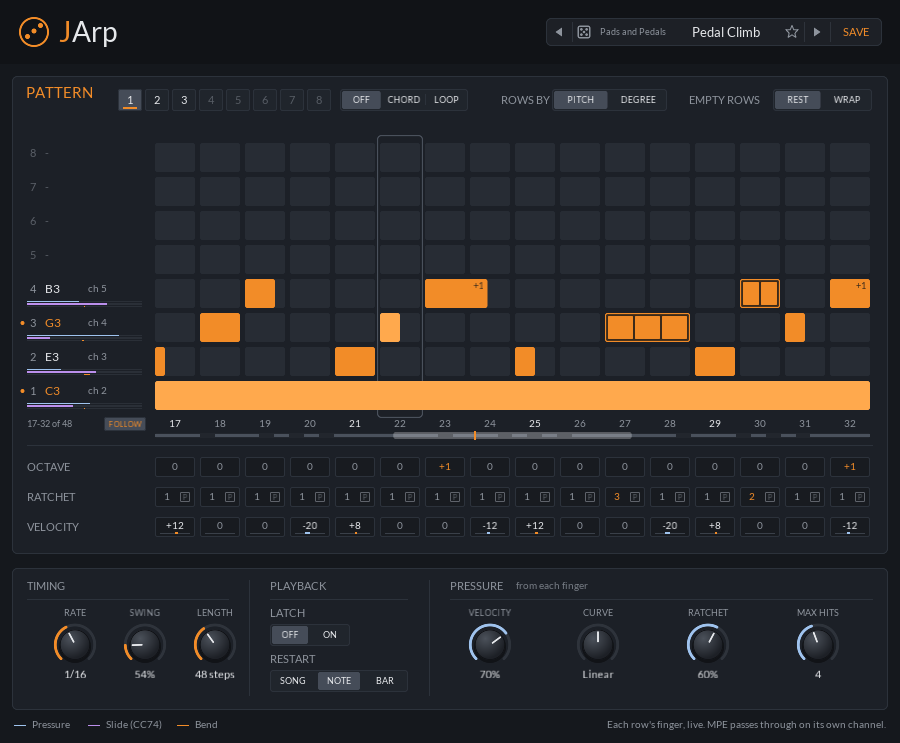 JArp
Pads and Pedals Pedal Climb SAVE
PATTERN 1 2 3 4 5 6 7 8 OFF CHORD LOOP ROWS BY PITCH DEGREE EMPTY ROWS REST WRAP
8 -
7 -
6 -
5 -
4 B3 ch 5 +1 +1
3 G3 ch 4
2 E3 ch 3
1 C3 ch 2
17-32 of 48 FOLLOW 17 18 19 20 21 22 23 24 25 26 27 28 29 30 31 32
OCTAVE 0 0 0 0 0 0 +1 0 0 0 0 0 0 0 0 +1
RATCHET 1 P 1 P 1 P 1 P 1 P 1 P 1 P 1 P 1 P 1 P 3 P 1 P 1 P 2 P 1 P 1 P
VELOCITY +12 0 0 -20 +8 0 0 -12 +12 0 0 -20 +8 0 0 -12
TIMING PLAYBACK PRESSURE from each finger
RATE SWING LENGTH LATCH VELOCITY CURVE RATCHET MAX HITS
OFF ON
RESTART
1/16 54% 48 steps SONG NOTE BAR 70% Linear 60% 4
Pressure Slide (CC74) Bend Each row's finger, live. MPE passes through on its own channel.